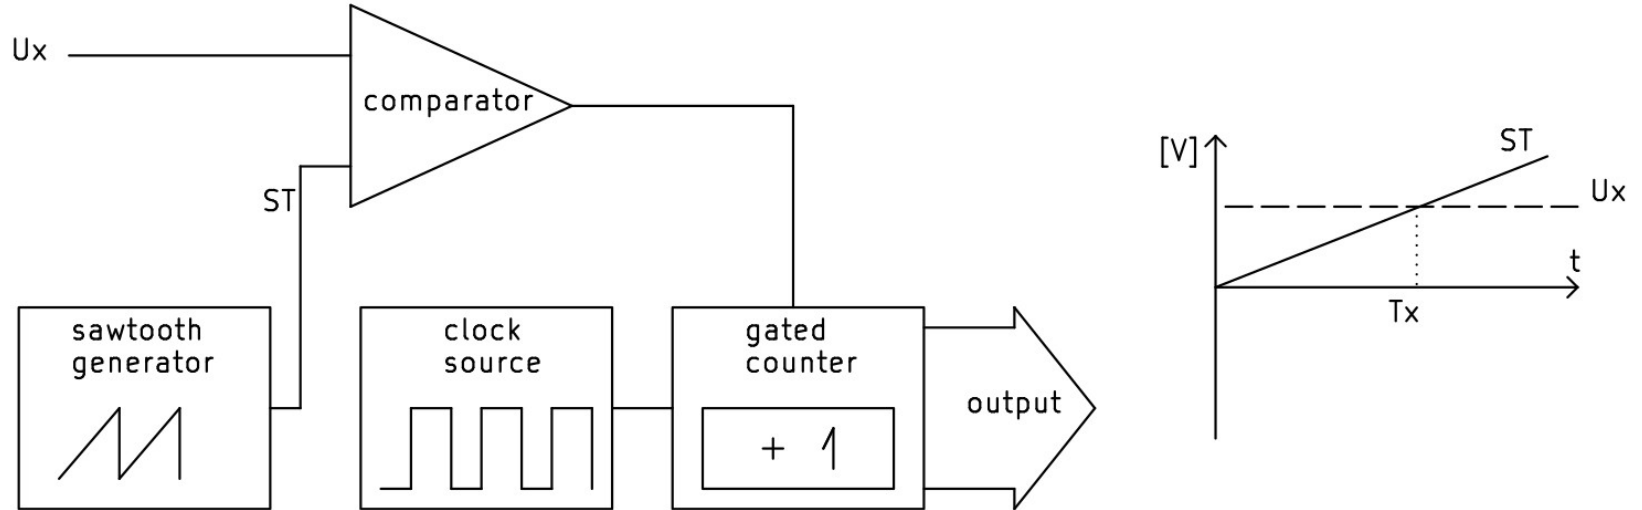 Ux
comparator
ST
sawtooth
generator
clock
source
gated
counter
+ 1
output
[V]
ST
Ux
t
Tx